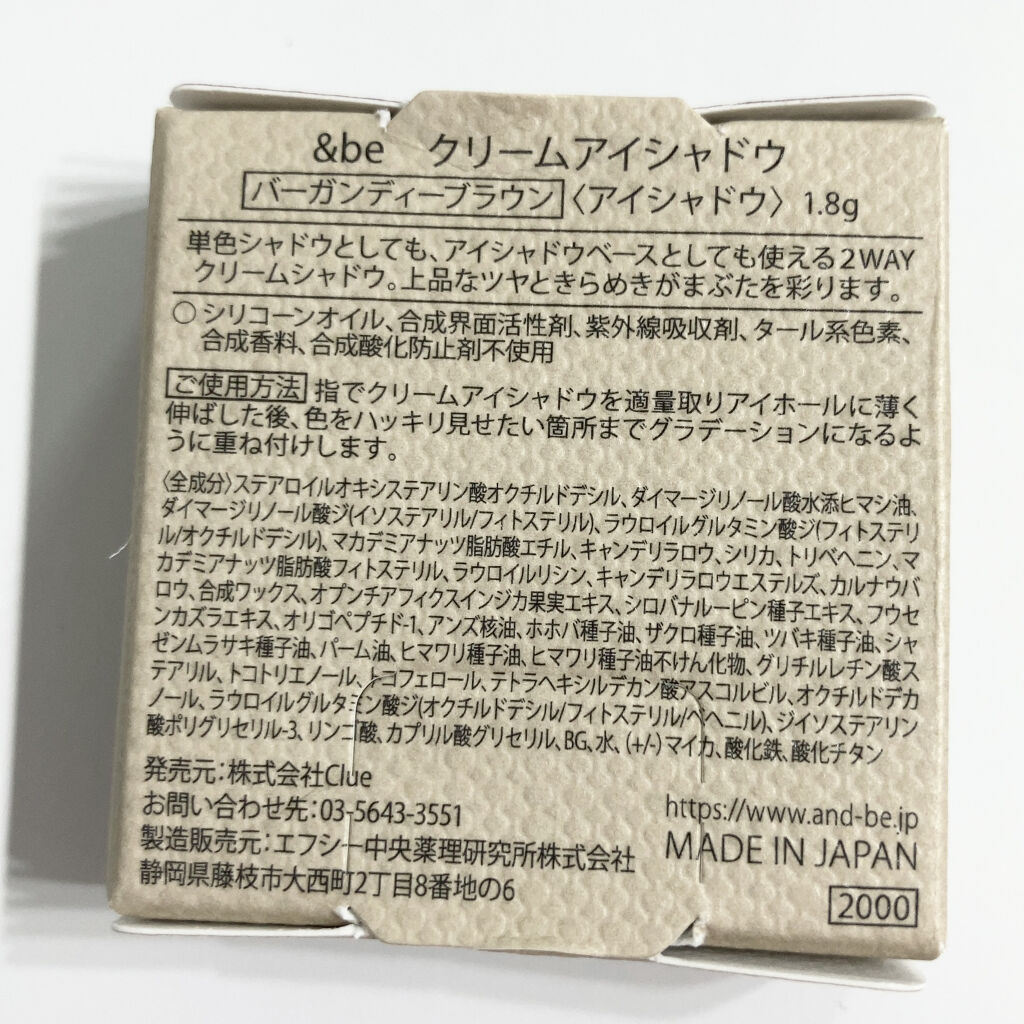 &be クリームアイシャドウ
バーガンディーブラウン〈アイシャドウ〉 1.8g
単色シャドウとしても、アイシャドウベースとしても使える2WAY
クリームシャドウ。上品なツヤときらめきがまぶたを彩ります。
○ シリコーンオイル、合成界面活性剤、紫外線吸収剤、タール系色素、
合成香料、合成酸化防止剤不使用
ご使用方法 指でクリームアイシャドウを適量取りアイホールに薄く
伸ばした後、色をハッキリ見せたい箇所までグラデーションになるよ
うに重ね付けします。
〈全成分〉ステアロイルオキシステアリン酸オクチルドデシル、ダイマージリノール酸水添ヒマシ油、
ダイマージリノール酸ジ(イソステアリル/フィトステリル)、ラウロイルグルタミン酸ジ(フィトステリ
ル/オクチルドデシル)、マカデミアナッツ脂肪酸エチル、キャンデリラロウ、シリカ、トリベヘニン、マ
カデミアナッツ脂肪酸フィトステリル、ラウロイルリシン、キャンデリラロウエステルズ、カルナウバ
ロウ、合成ワックス、オプンチアフィクスインジカ果実エキス、シロバナルーピン種子エキス、フウセ
ンカズラエキス、オリゴペプチド-1、アンズ核油、ホホバ種子油、ザクロ種子油、ツバキ種子油、シャ
ゼンムラサキ種子油、パーム油、ヒマワリ種子油、ヒマワリ種子油不けん化物、グリチルレチン酸ス
テアリル、トコトリエノール、トコフェロール、テトラヘキシルデカン酸アスコルビル、オクチルドデカ
ノール、ラウロイルグルタミン酸ジ(オクチルドデシル/フィトステリル/ベヘニル)、ジイソステアリン
酸ポリグリセリル-3、リンゴ酸、カプリル酸グリセリル、BG、水、(+/-)マイカ、酸化鉄、酸化チタン
発売元：株式会社Clue
お問い合わせ先：03-5643-3551
製造販売元：エフシー中央薬理研究所株式会社
静岡県藤枝市大西町2丁目8番地の6
https://www.and-be.jp
MADE IN JAPAN
2000